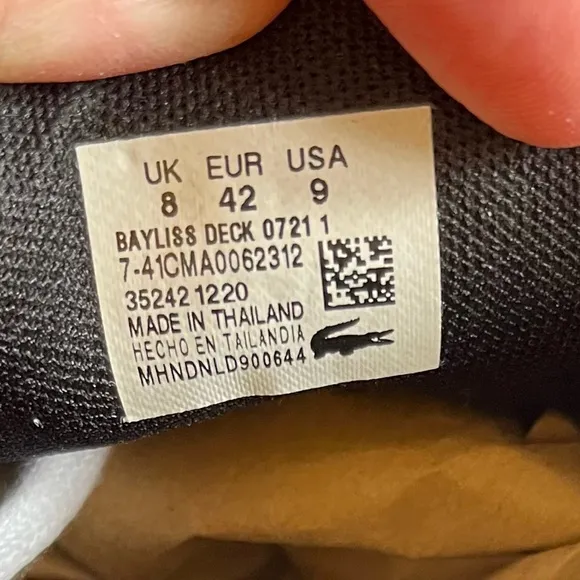 UK EUR USA
8 42 9
BAYLISS DECK 0721 1
7-41CMA0062312
35242 1220
MADE IN THAILAND
HECHO EN TAILANDIA
MHNDNLD900644